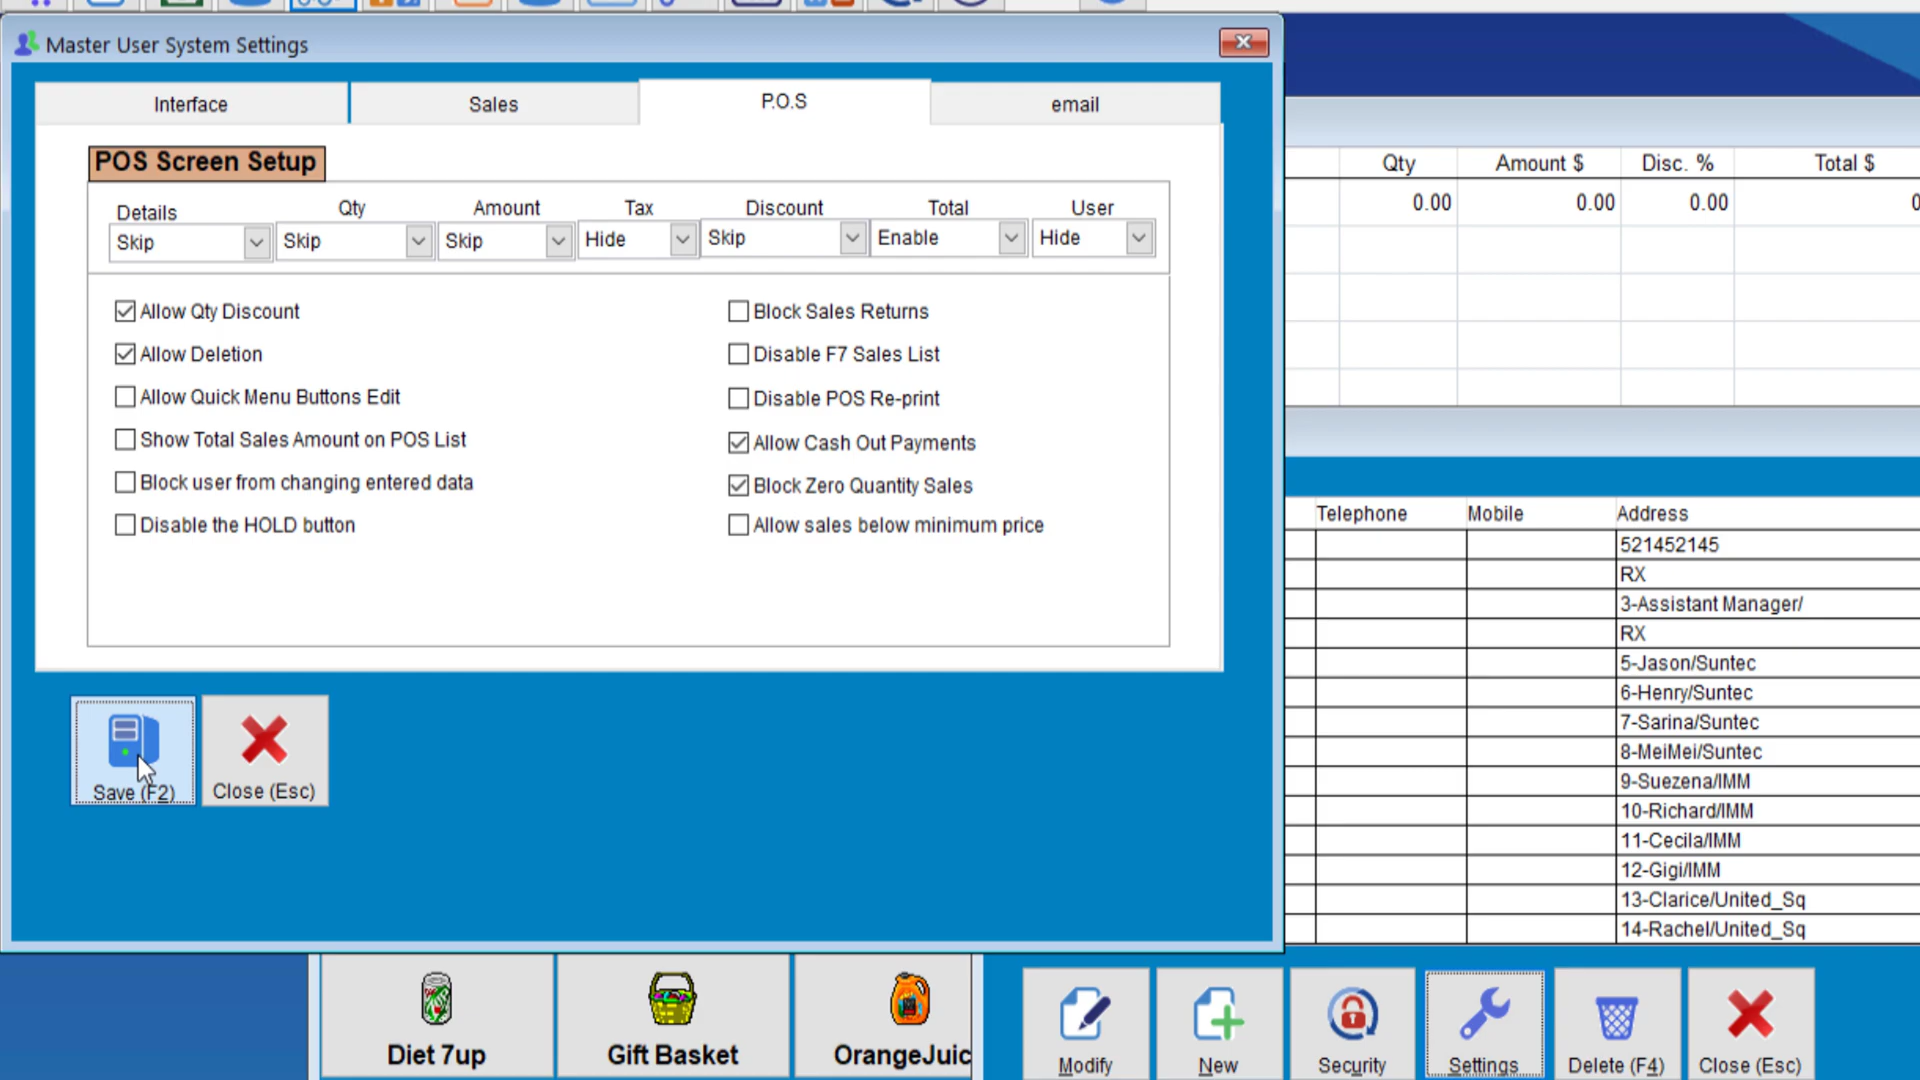 Master User System Settings
Interface Sales P.O.S email
POS Screen Setup
Details Qty Amount Tax Discount Total User
Skip Skip Skip Hide Skip Enable Hide
Allow Qty Discount
Allow Deletion
Allow Quick Menu Buttons Edit
Show Total Sales Amount on POS List
Block user from changing entered data
Disable the HOLD button
Block Sales Returns
Disable F7 Sales List
Disable POS Re-print
Allow Cash Out Payments
Block Zero Quantity Sales
Allow sales below minimum price
Save (F2) Close (Esc)
Qty Amount $ Disc. % Total $
0.00 0.00 0.00 0
Telephone Mobile Address
521452145
RX
3-Assistant Manager/
RX
5-Jason/Suntec
6-Henry/Suntec
7-Sarina/Suntec
8-MeiMei/Suntec
9-Suezena/IMM
10-Richard/IMM
11-Cecila/IMM
12-Gigi/IMM
13-Clarice/United_Sq
14-Rachel/United_Sq
Diet 7up Gift Basket OrangeJuic
Modify New Security Settings Delete (F4) Close (Esc)